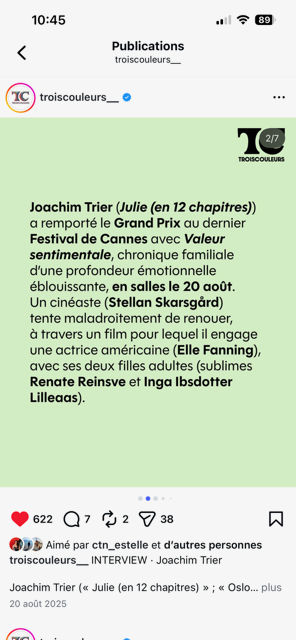 10:45
89
Publications
troiscouleurs__
TC
troiscouleurs__
TC
2/7
TROISCOULEURS
Joachim Trier (Julie (en 12 chapitres))
a remporté le Grand Prix au dernier
Festival de Cannes avec Valeur
sentimentale, chronique familiale
d'une profondeur émotionnelle
éblouissante, en salles le 20 août.
Un cinéaste (Stellan Skarsgård)
tente maladroitement de renouer,
à travers un film pour lequel il engage
une actrice américaine (Elle Fanning),
avec ses deux filles adultes (sublimes
Renate Reinsve et Inga Ibsdotter
Lilleaas).
622 7 2 38
Aimé par ctn_estelle et d'autres personnes
troiscouleurs__ INTERVIEW · Joachim Trier
Joachim Trier (« Julie (en 12 chapitres) » ; « Oslo... plus
20 août 2025
troiscouleurs__